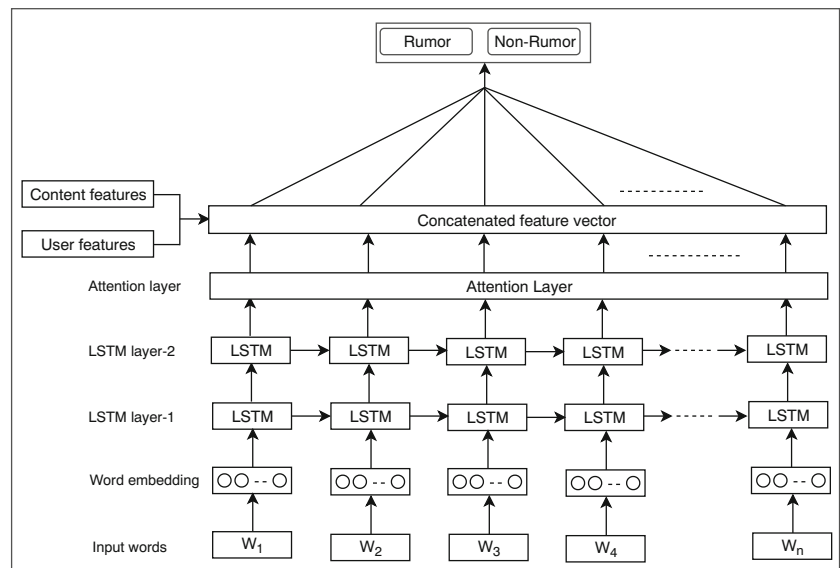 Rumor Non-Rumor
Content features
Concatenated feature vector
User features
Attention layer Attention Layer
LSTM layer-2 LSTM LSTM LSTM LSTM LSTM
LSTM layer-1 LSTM LSTM LSTM LSTM LSTM
Word embedding
Input words W1 W2 W3 W4 Wn